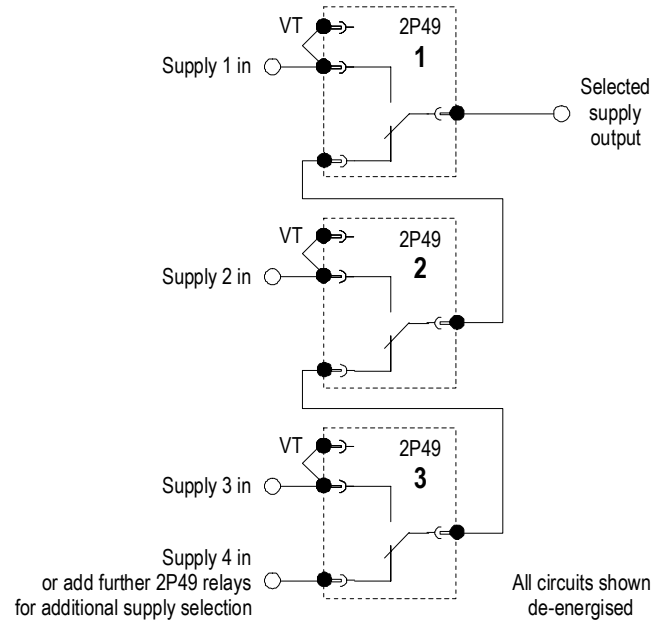 VT
2P49
1
Supply 1 in
Selected
supply
output
VT
2P49
2
Supply 2 in
VT
2P49
3
Supply 3 in
Supply 4 in
or add further 2P49 relays
for additional supply selection
All circuits shown
de-energised